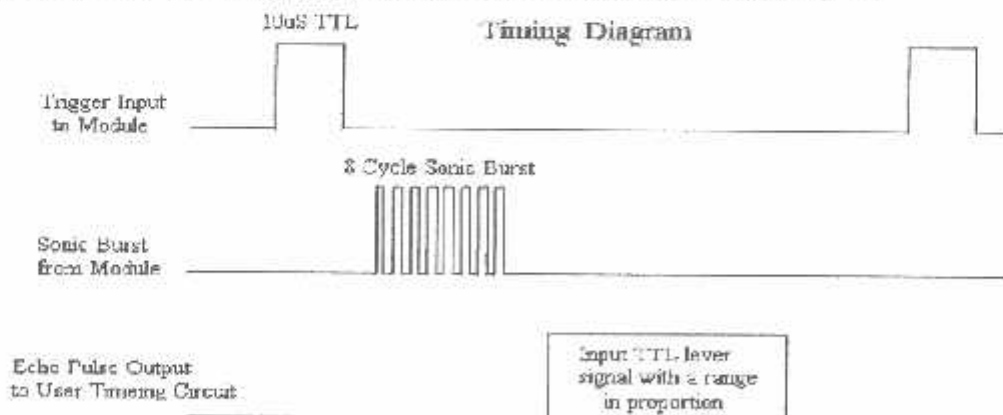 10uS TTL
Timing Diagram
Trigger Input
to Module
8 Cycle Sonic Burst
Sonic Burst
from Module
Echo Pulse Output
to User Timeing Circuit
Input TTL lever
signal with a range
in proportion